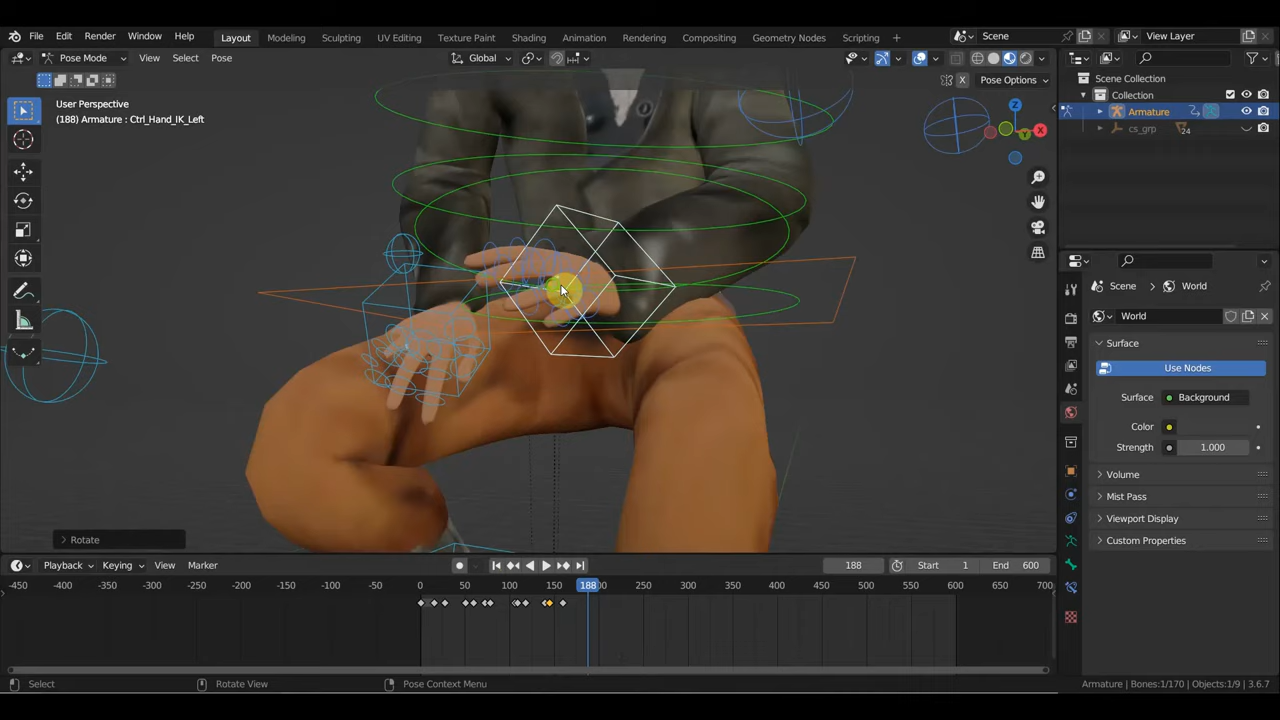 File Edit Render Window Help Layout Modeling Sculpting UV Editing Texture Paint Shading Animation Rendering Compositing Geometry Nodes Scripting Scene View Layer
Pose Mode View Select Pose Global
X Pose Options
User Perspective
(188) Armature : Ctrl_Hand_IK_Left
Z
X
Y
Scene Collection
Collection
Armature
cs_grp 24
Scene World
World
Surface
Use Nodes
Surface Background
Color
Strength 1.000
Volume
Mist Pass
Viewport Display
Custom Properties
Rotate
Playback Keying View Marker 188 Start 1 End 600
-450 -400 -350 -300 -250 -200 -150 -100 -50 0 50 100 150 188 250 300 350 400 450 500 550 600 650 700
Select Rotate View Pose Context Menu Armature | Bones:1/170 | Objects:1/9 | 3.6.7